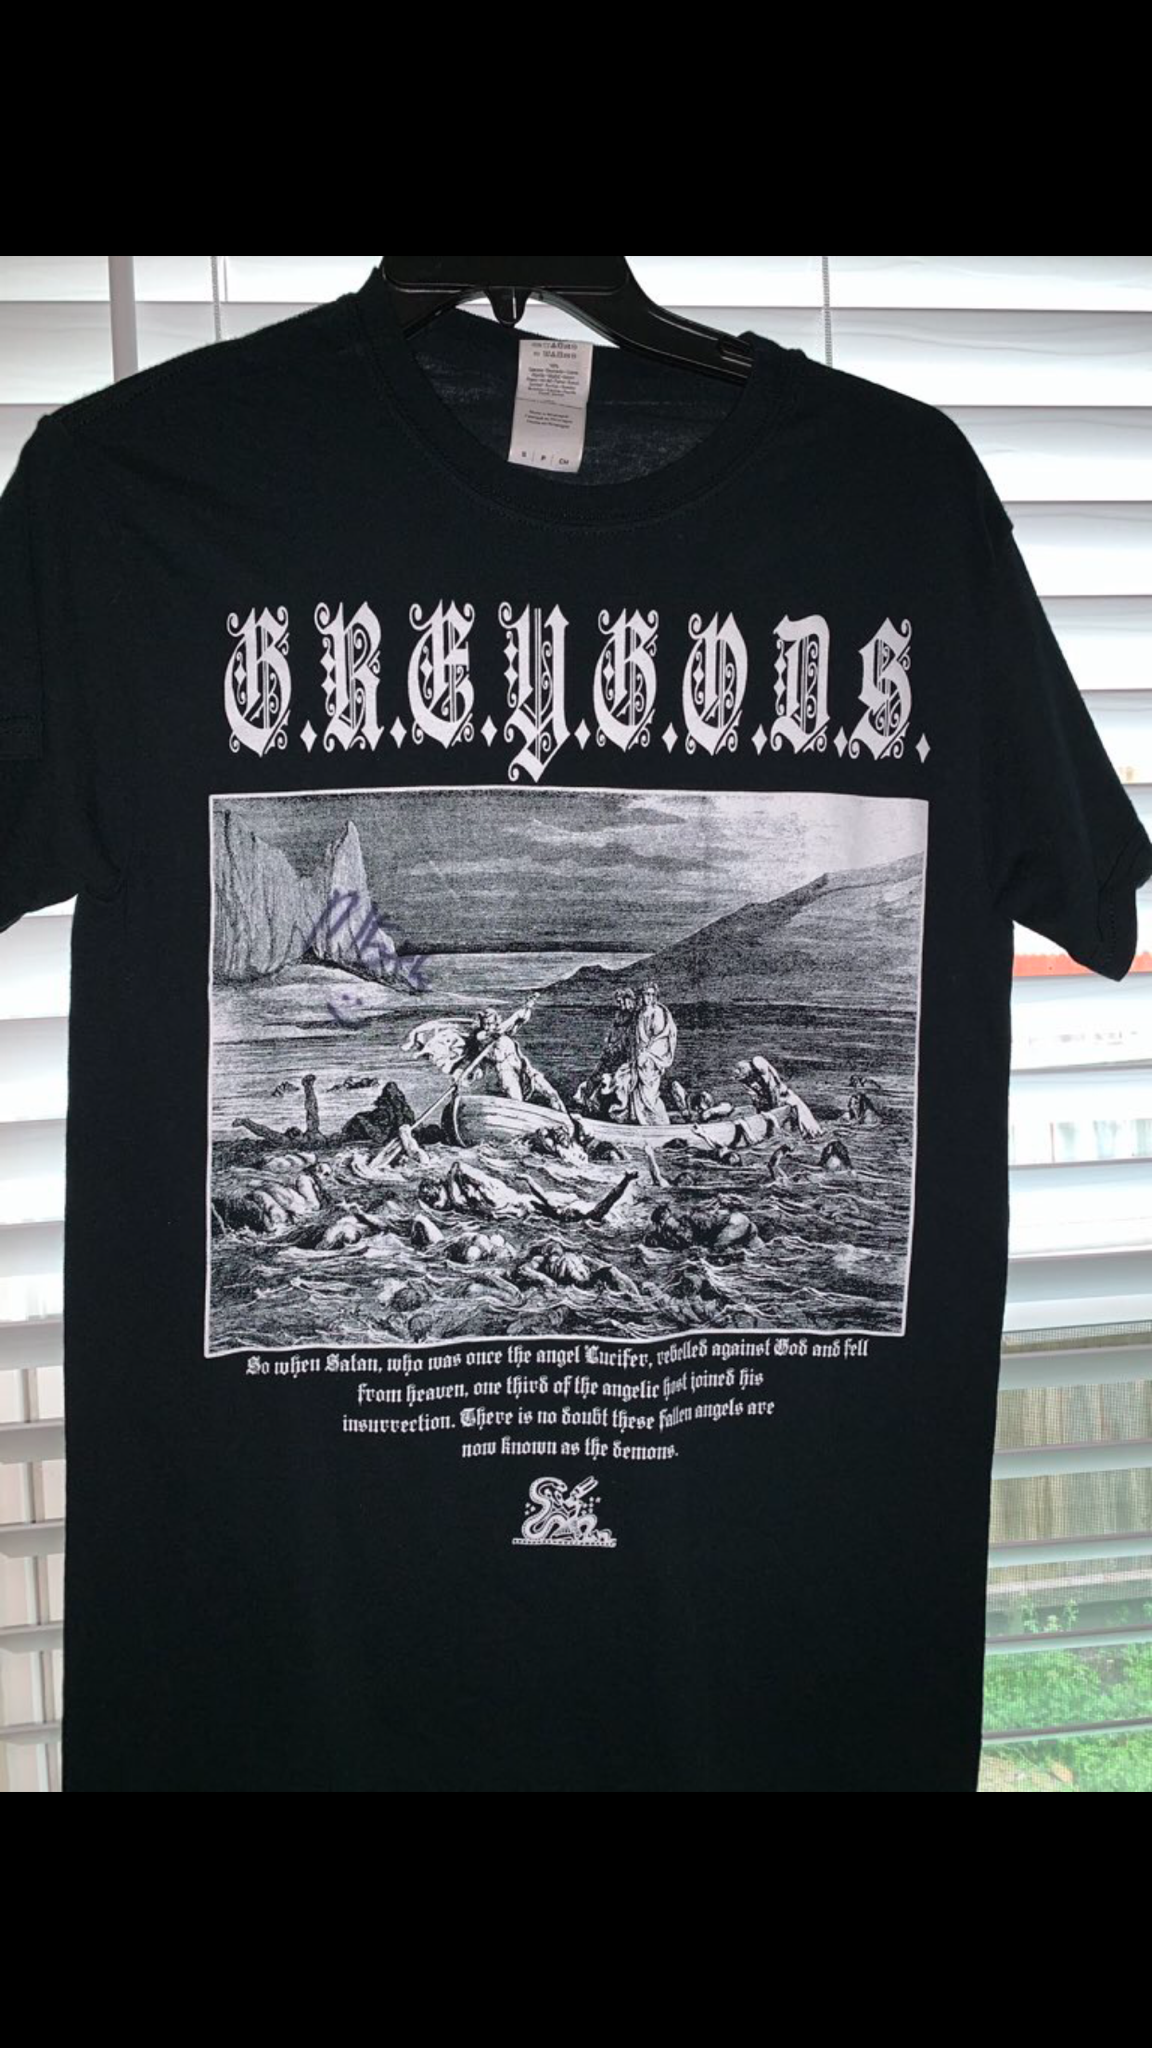 S | P | CH
G.R.E.Y.G.O.D.S.
So when Satan, who was once the angel Lucifer, rebelled against God and fell
from heaven, one third of the angelic host joined his
insurrection. There is no doubt these fallen angels are
now known as the demons.